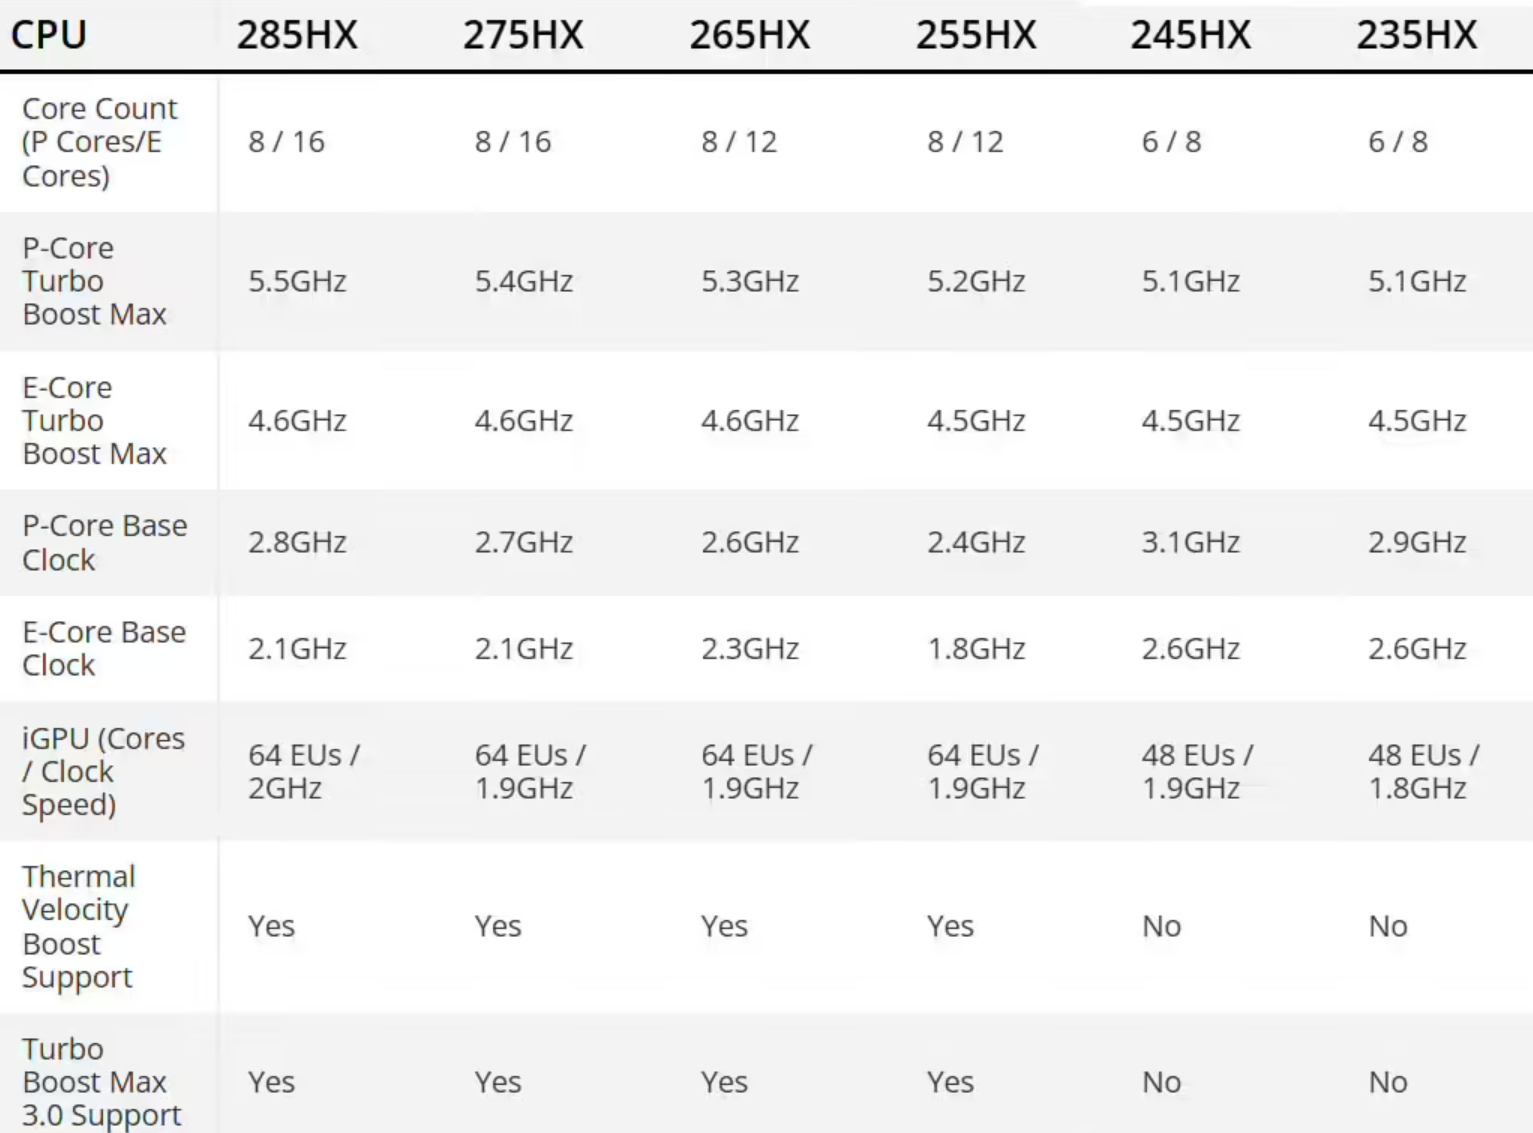 CPU 285HX 275HX 265HX 255HX 245HX 235HX
Core Count
(P Cores/E
Cores)
8 / 16 8 / 16 8 / 12 8 / 12 6 / 8 6 / 8
P-Core
Turbo
Boost Max
5.5GHz 5.4GHz 5.3GHz 5.2GHz 5.1GHz 5.1GHz
E-Core
Turbo
Boost Max
4.6GHz 4.6GHz 4.6GHz 4.5GHz 4.5GHz 4.5GHz
P-Core Base
Clock
2.8GHz 2.7GHz 2.6GHz 2.4GHz 3.1GHz 2.9GHz
E-Core Base
Clock
2.1GHz 2.1GHz 2.3GHz 1.8GHz 2.6GHz 2.6GHz
iGPU (Cores
/ Clock
Speed)
64 EUs / 64 EUs / 64 EUs / 64 EUs / 48 EUs / 48 EUs /
2GHz 1.9GHz 1.9GHz 1.9GHz 1.9GHz 1.8GHz
Thermal
Velocity
Boost
Support
Yes Yes Yes Yes No No
Turbo
Boost Max
3.0 Support
Yes Yes Yes Yes No No